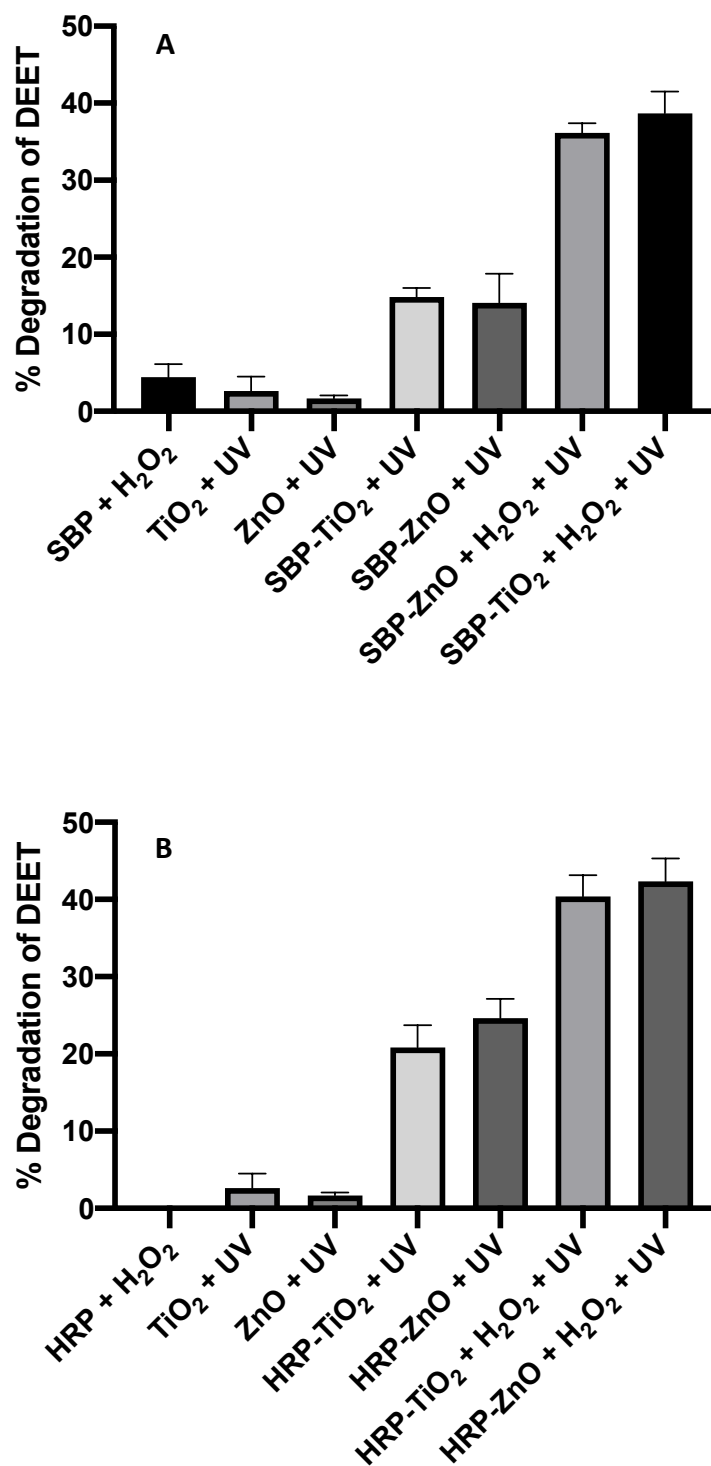 A
% Degradation of DEET
50
40
30
20
10
0
SBP + H₂O₂
TiO₂ + UV
ZnO + UV
SBP-TiO₂ + UV
SBP-ZnO + UV
SBP-ZnO + H₂O₂ + UV
SBP-TiO₂ + H₂O₂ + UV
B
% Degradation of DEET
50
40
30
20
10
0
HRP + H₂O₂
TiO₂ + UV
ZnO + UV
HRP-TiO₂ + UV
HRP-ZnO + UV
HRP-TiO₂ + H₂O₂ + UV
HRP-ZnO + H₂O₂ + UV